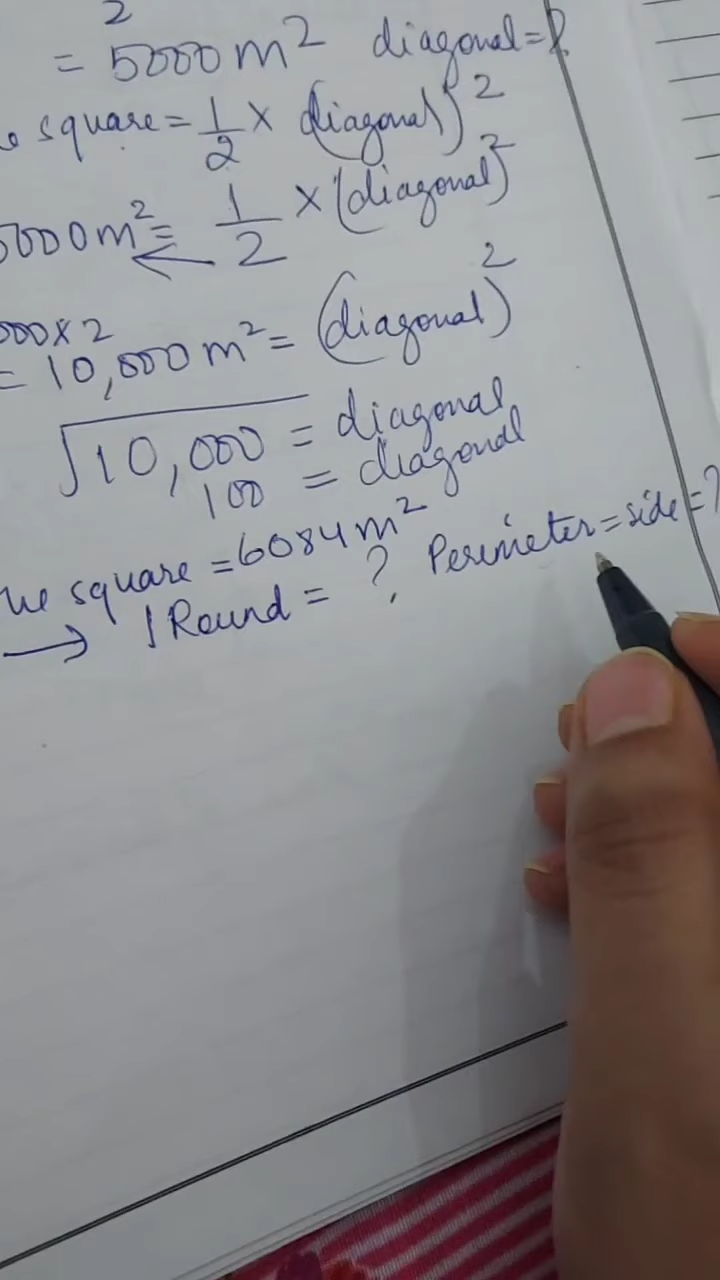 2
= 5000 m² diagonal = ?
square = 1/2 × (diagonal)²
000 m² = 1/2 × (diagonal)²
000 × 2
= 10,000 m² = (diagonal)²
√10,000 = diagonal
100 = diagonal
square = 6084 m²
→ 1 Round = ? Perimeter = side = ?